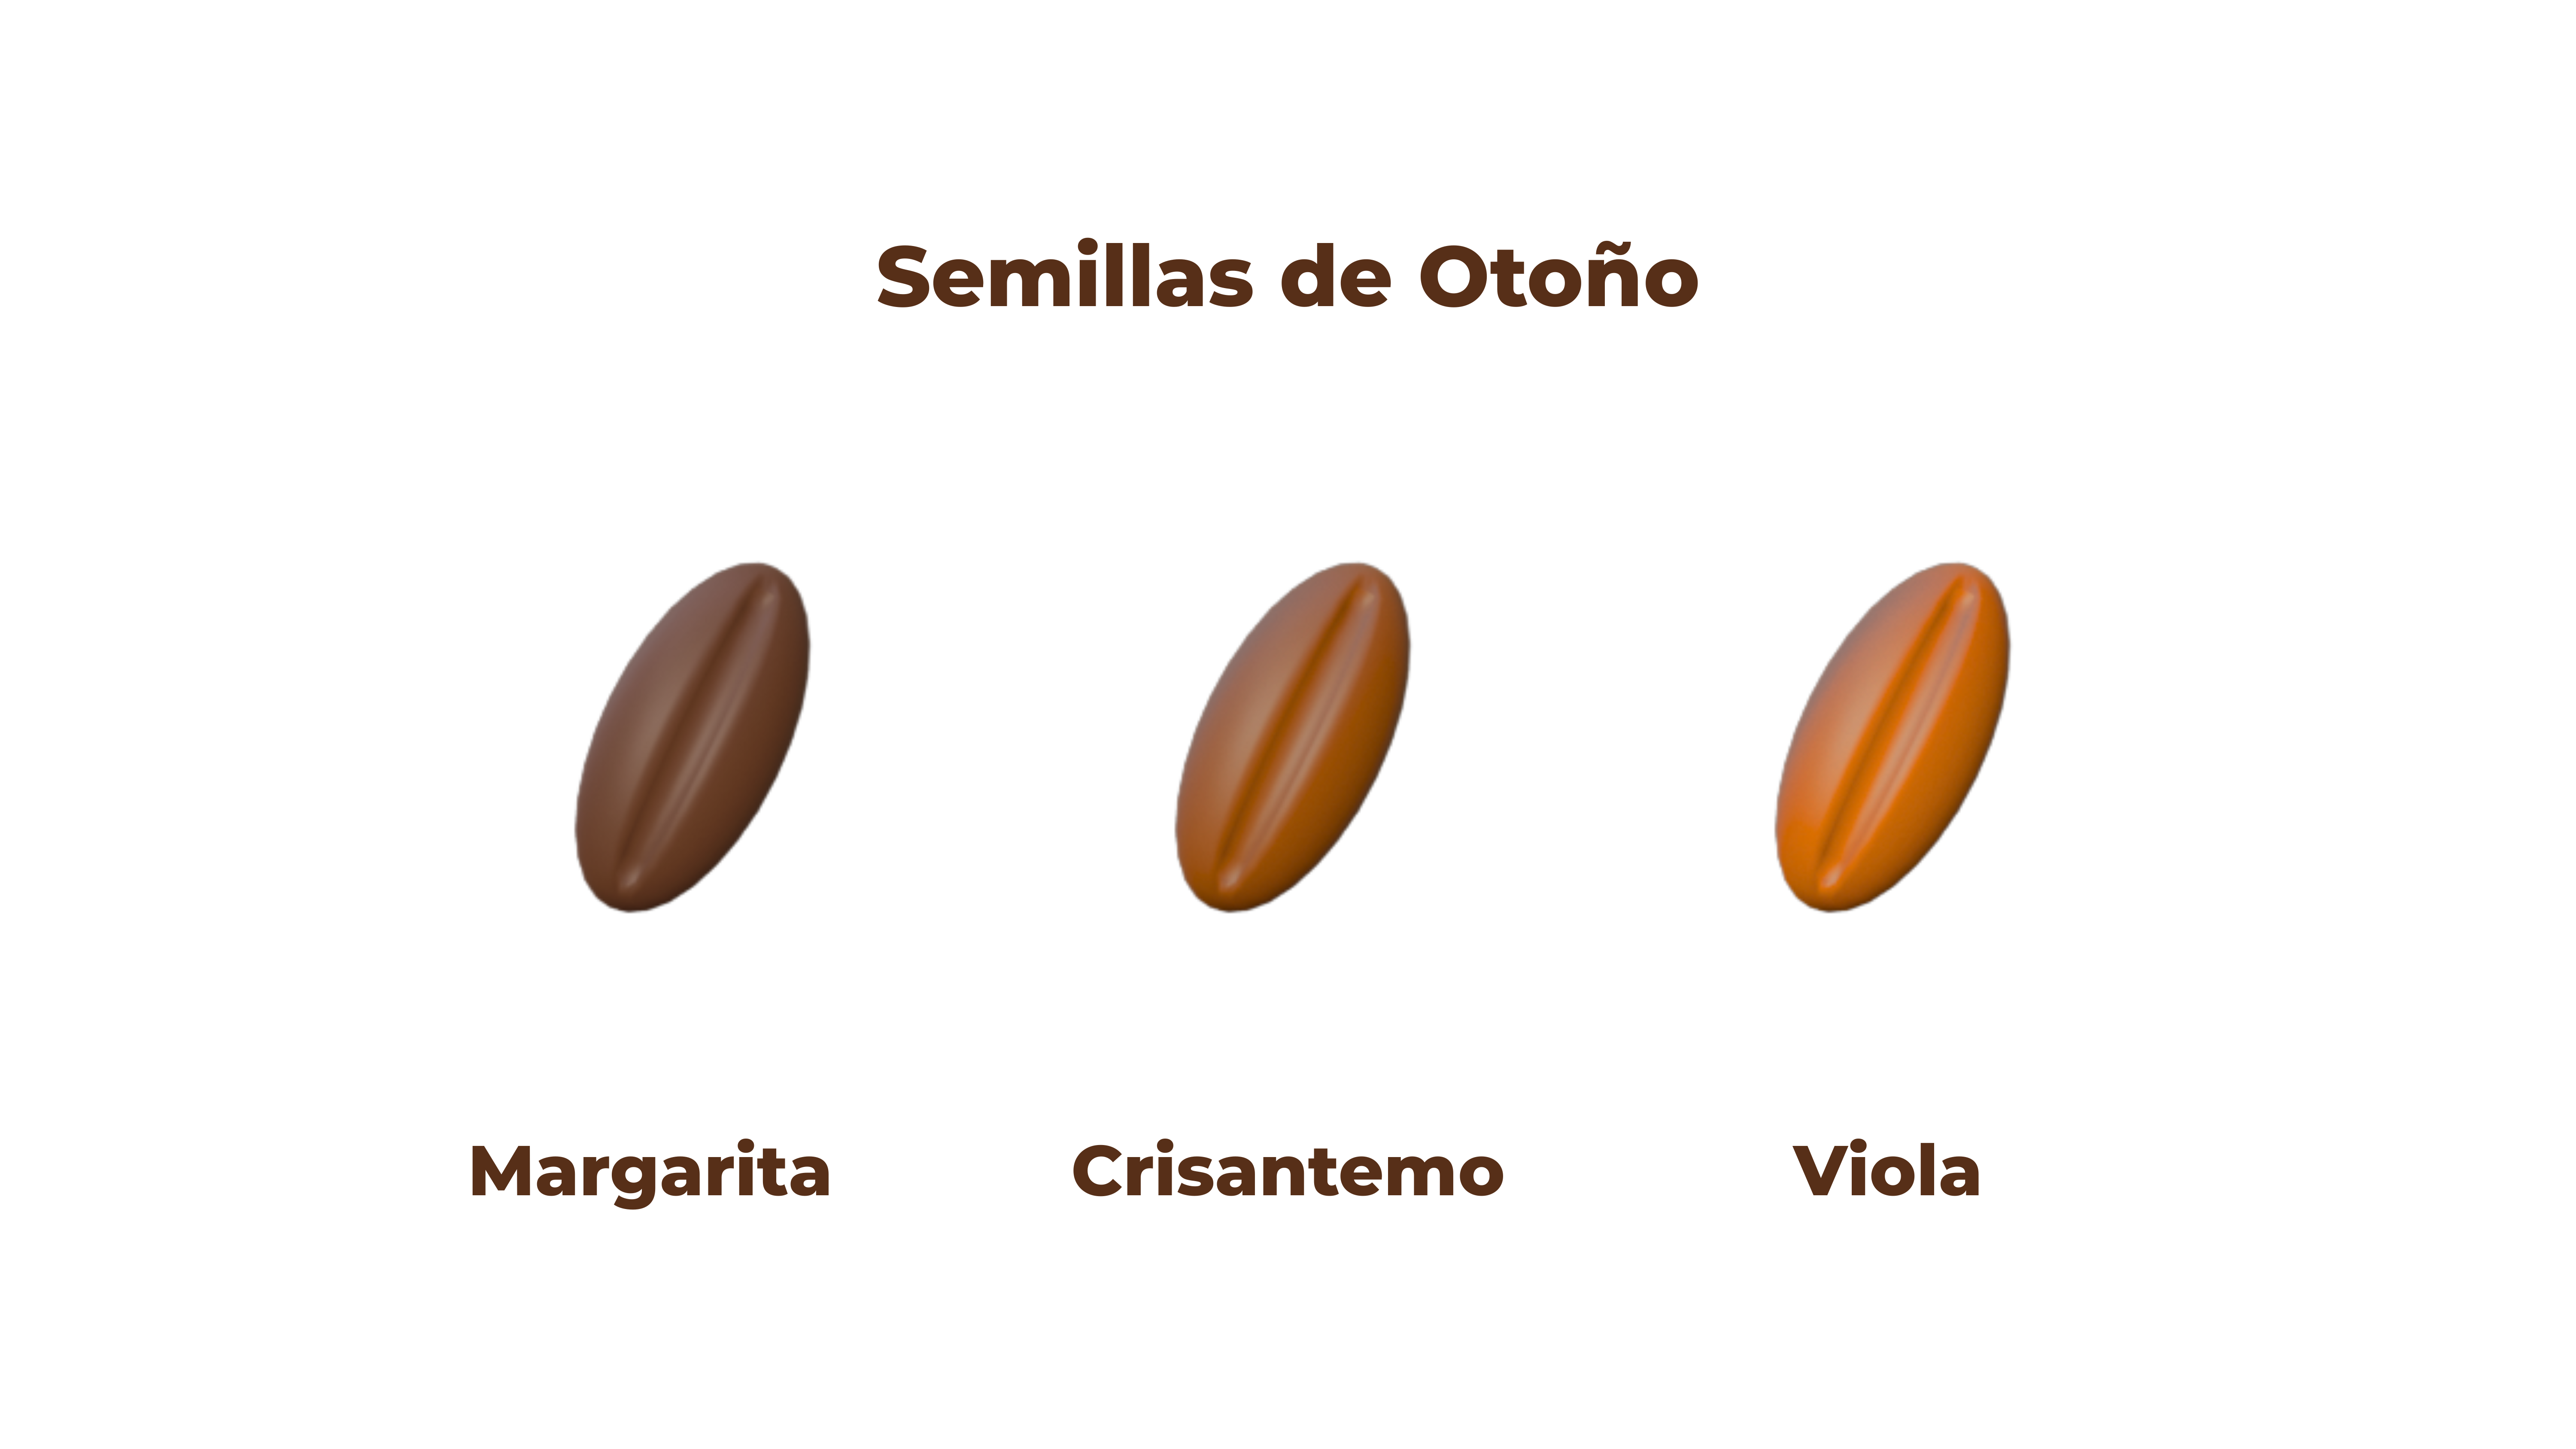 Semillas de Otoño
Margarita
Crisantemo
Viola